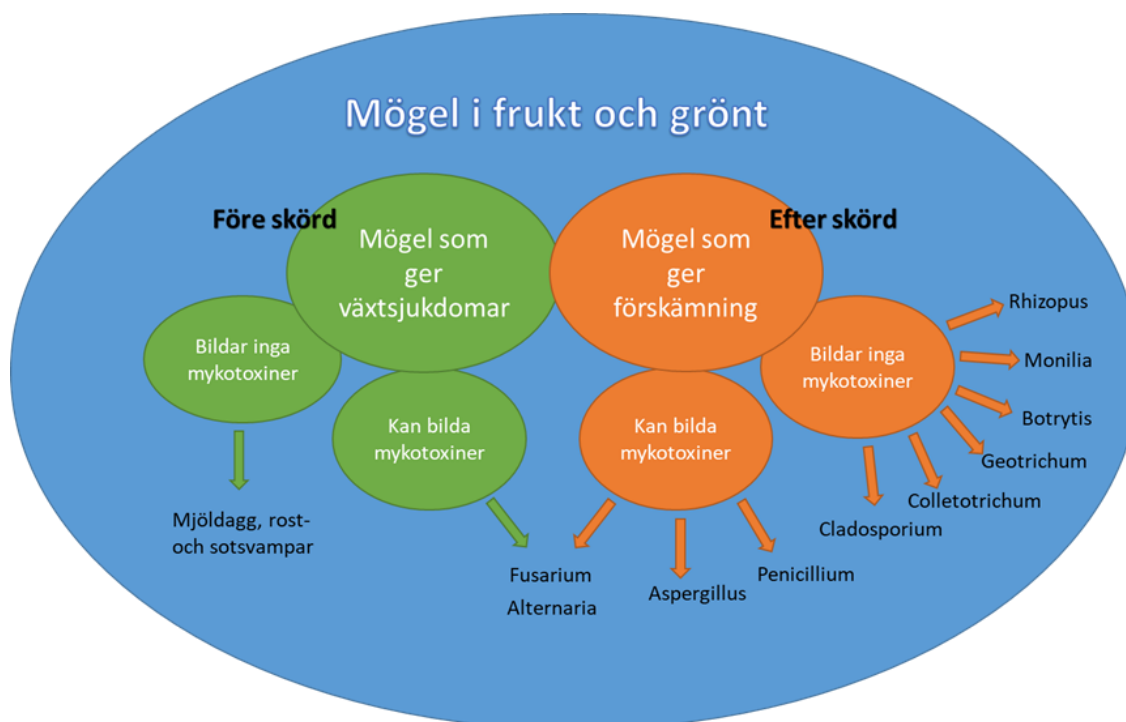 Mögel i frukt och grönt
Före skörd
Efter skörd
Mögel som
ger
växtsjukdomar
Mögel som
ger
förskämning
Bildar inga
mykotoxiner
Kan bilda
mykotoxiner
Kan bilda
mykotoxiner
Bildar inga
mykotoxiner
Rhizopus
Monilia
Botrytis
Geotrichum
Colletotrichum
Cladosporium
Mjöldagg, rost-
och sotsvampar
Fusarium
Alternaria
Aspergillus
Penicillium